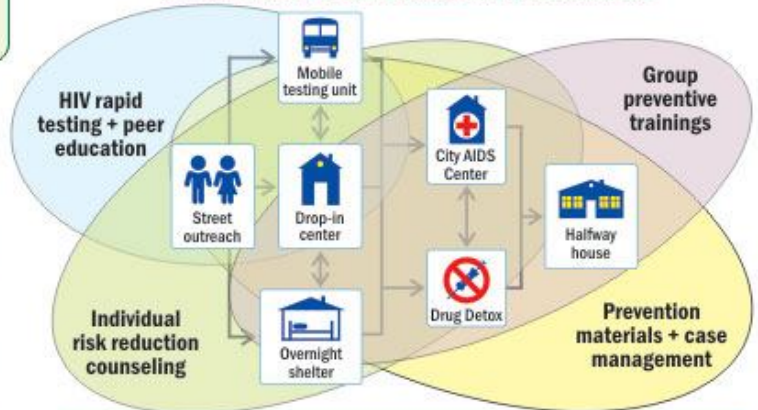 Mobile
testing unit
HIV rapid
testing + peer
education
Group
preventive
trainings
City AIDS
Center
Street
outreach
Drop-in
center
Halfway
house
Drug Detox
Individual
risk reduction
counseling
Overnight
shelter
Prevention
materials + case
management